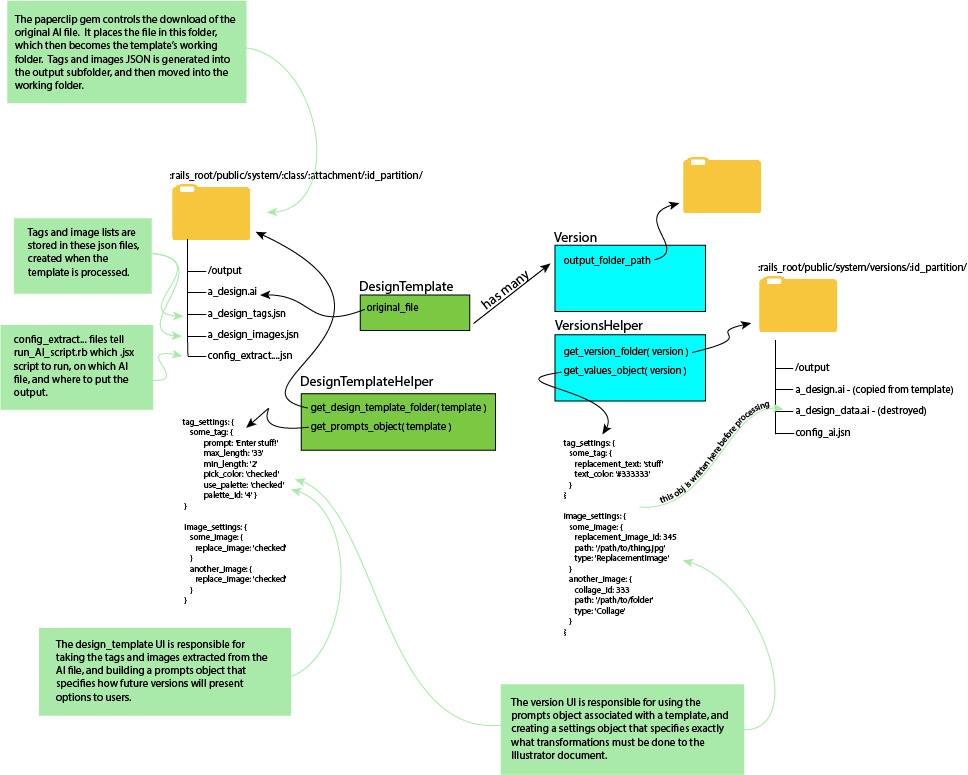 The paperclip gem controls the download of the
original AI file.  It places the file in this folder,
which then becomes the template's working
folder.  Tags and images JSON is generated into
the output subfolder, and then moved into the
working folder.
:rails_root/public/system/:class/:attachment/:id_partition/
Tags and image lists are
stored in these json files,
created when the
template is processed.
config_extract... files tell
run_AI_script.rb which .jsx
script to run, on which AI
file, and where to put the
output.
/output
a_design.ai
a_design_tags.jsn
a_design_images.jsn
config_extract....jsn
DesignTemplate
original_file
has many
DesignTemplateHelper
get_design_template_folder( template )
get_prompts_object( template )
Version
output_folder_path
VersionsHelper
get_version_folder( version )
get_values_object( version )
:rails_root/public/system/versions/:id_partition/
/output
a_design.ai - (copied from template)
a_design_data.ai - (destroyed)
config_ai.jsn
this obj is written here before processing
tag_settings: {
some_tag: {
prompt: 'Enter stuff!'
max_length: '33'
min_length: '2'
pick_color: 'checked'
use_palette: 'checked'
palette_id: '4' }
}
image_settings: {
some_image: {
replace_image: 'checked'
}
another_image: {
replace_image: 'checked'
}
}
tag_settings: {
some_tag: {
replacement_text: 'stuff'
text_color: '#333333'
}
{
image_settings: {
some_image: {
replacement_image_id: 345
path: '/path/to/thing.jpg'
type: 'ReplacementImage'
}
another_image: {
collage_id: 333
path: '/path/to/folder'
type: 'Collage'
}
{
The design_template UI is responsible for
taking the tags and images extracted from the
AI file, and building a prompts object that
specifies how future versions will present
options to users.
The version UI is responsible for using the
prompts object associated with a template, and
creating a settings object that specifies exactly
what transformations must be done to the
Illustrator document.